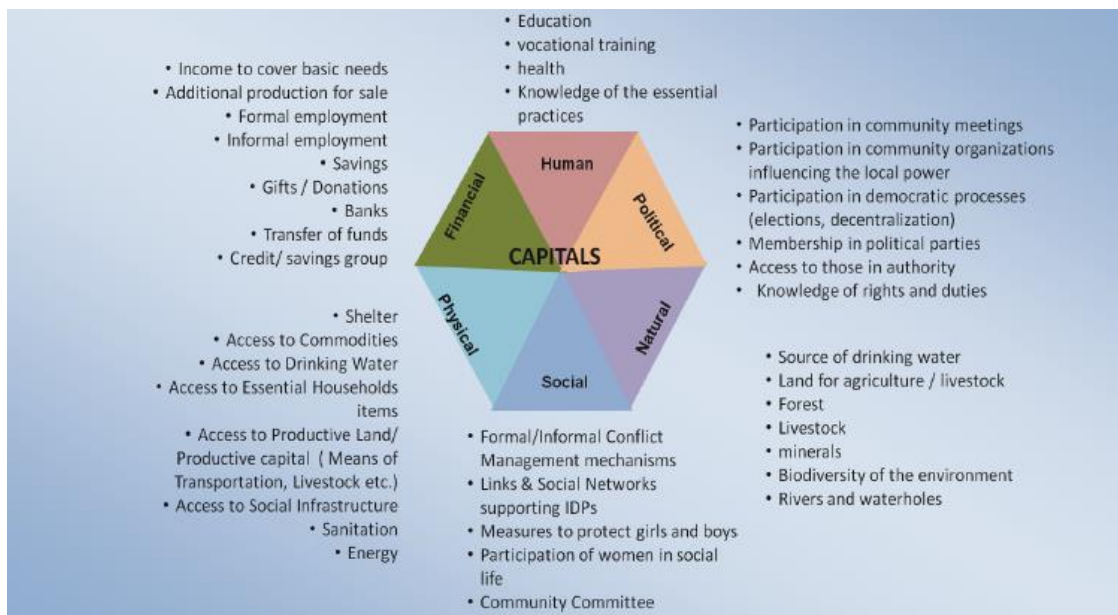 • Education
• vocational training
• health
• Knowledge of the essential
practices
• Income to cover basic needs
• Additional production for sale
• Formal employment
• Informal employment
• Savings
• Gifts / Donations
• Banks
• Transfer of funds
• Credit/ savings group
Human
Financial
Political
CAPITALS
Physical
Natural
Social
• Participation in community meetings
• Participation in community organizations
influencing the local power
• Participation in democratic processes
(elections, decentralization)
• Membership in political parties
• Access to those in authority
• Knowledge of rights and duties
• Shelter
• Access to Commodities
• Access to Drinking Water
• Access to Essential Households
items
• Access to Productive Land/
Productive capital ( Means of
Transportation, Livestock etc.)
• Access to Social Infrastructure
• Sanitation
• Energy
• Formal/Informal Conflict
Management mechanisms
• Links & Social Networks
supporting IDPs
• Measures to protect girls and boys
• Participation of women in social
life
• Community Committee
• Source of drinking water
• Land for agriculture / livestock
• Forest
• Livestock
• minerals
• Biodiversity of the environment
• Rivers and waterholes